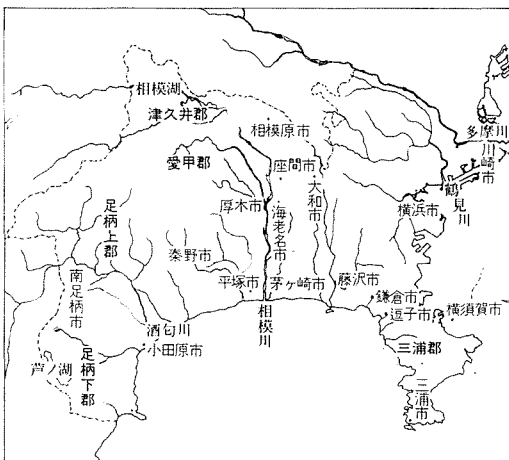 相模湖
津久井郡
相模原市
愛甲郡
座間市
大和市
厚木市
海老名市
足柄上郡
秦野市
平塚市
茅ヶ崎市
藤沢市
相模川
南足柄市
酒匂川
小田原市
足柄下郡
芦ノ湖
多摩川
川崎市
鶴見川
横浜市
鎌倉市
逗子市
横須賀市
三浦郡
三浦市